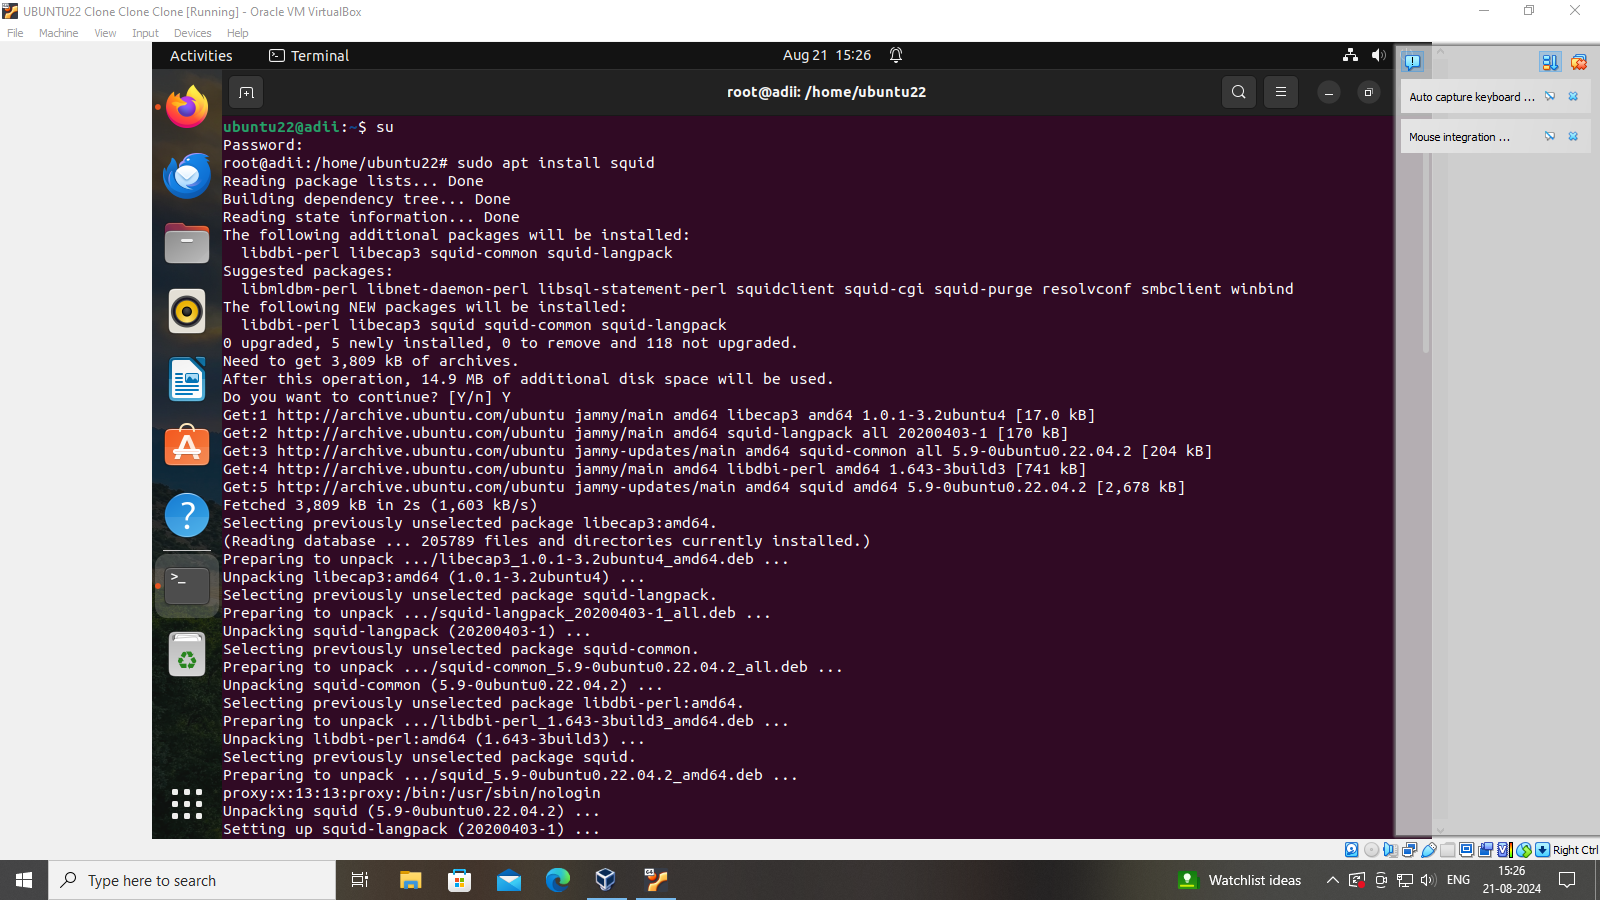 UBUNTU22 Clone Clone Clone [Running] - Oracle VM VirtualBox
File Machine View Input Devices Help
Activities Terminal Aug 21 15:26
root@adii: /home/ubuntu22
Auto capture keyboard ...
Mouse integration ...
ubuntu22@adii:~$ su
Password:
root@adii:/home/ubuntu22# sudo apt install squid
Reading package lists... Done
Building dependency tree... Done
Reading state information... Done
The following additional packages will be installed:
  libdbi-perl libecap3 squid-common squid-langpack
Suggested packages:
  libmldbm-perl libnet-daemon-perl libsql-statement-perl squidclient squid-cgi squid-purge resolvconf smbclient winbind
The following NEW packages will be installed:
  libdbi-perl libecap3 squid squid-common squid-langpack
0 upgraded, 5 newly installed, 0 to remove and 118 not upgraded.
Need to get 3,809 kB of archives.
After this operation, 14.9 MB of additional disk space will be used.
Do you want to continue? [Y/n] Y
Get:1 http://archive.ubuntu.com/ubuntu jammy/main amd64 libecap3 amd64 1.0.1-3.2ubuntu4 [17.0 kB]
Get:2 http://archive.ubuntu.com/ubuntu jammy/main amd64 squid-langpack all 20200403-1 [170 kB]
Get:3 http://archive.ubuntu.com/ubuntu jammy-updates/main amd64 squid-common all 5.9-0ubuntu0.22.04.2 [204 kB]
Get:4 http://archive.ubuntu.com/ubuntu jammy/main amd64 libdbi-perl amd64 1.643-3build3 [741 kB]
Get:5 http://archive.ubuntu.com/ubuntu jammy-updates/main amd64 squid amd64 5.9-0ubuntu0.22.04.2 [2,678 kB]
Fetched 3,809 kB in 2s (1,603 kB/s)
Selecting previously unselected package libecap3:amd64.
(Reading database ... 205789 files and directories currently installed.)
Preparing to unpack .../libecap3_1.0.1-3.2ubuntu4_amd64.deb ...
Unpacking libecap3:amd64 (1.0.1-3.2ubuntu4) ...
Selecting previously unselected package squid-langpack.
Preparing to unpack .../squid-langpack_20200403-1_all.deb ...
Unpacking squid-langpack (20200403-1) ...
Selecting previously unselected package squid-common.
Preparing to unpack .../squid-common_5.9-0ubuntu0.22.04.2_all.deb ...
Unpacking squid-common (5.9-0ubuntu0.22.04.2) ...
Selecting previously unselected package libdbi-perl:amd64.
Preparing to unpack .../libdbi-perl_1.643-3build3_amd64.deb ...
Unpacking libdbi-perl:amd64 (1.643-3build3) ...
Selecting previously unselected package squid.
Preparing to unpack .../squid_5.9-0ubuntu0.22.04.2_amd64.deb ...
proxy:x:13:13:proxy:/bin:/usr/sbin/nologin
Unpacking squid (5.9-0ubuntu0.22.04.2) ...
Setting up squid-langpack (20200403-1) ...
Right Ctrl
Type here to search
Watchlist ideas
ENG
15:26
21-08-2024